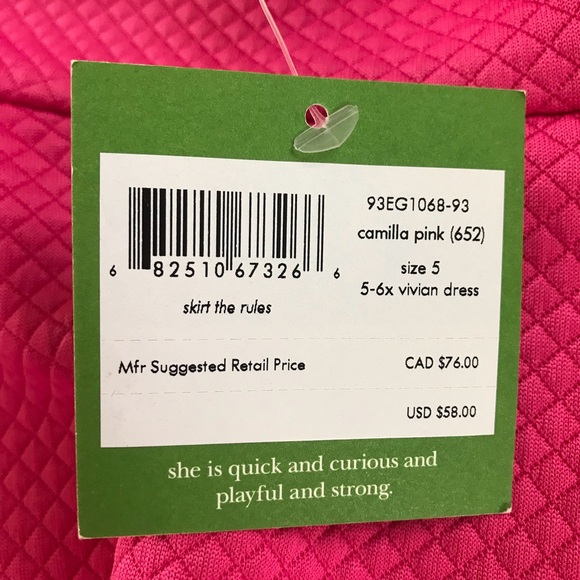 93EG1068-93
camilla pink (652)
6 82510 67326 6
size 5
5-6x vivian dress
skirt the rules
Mfr Suggested Retail Price CAD $76.00
USD $58.00
she is quick and curious and
playful and strong.